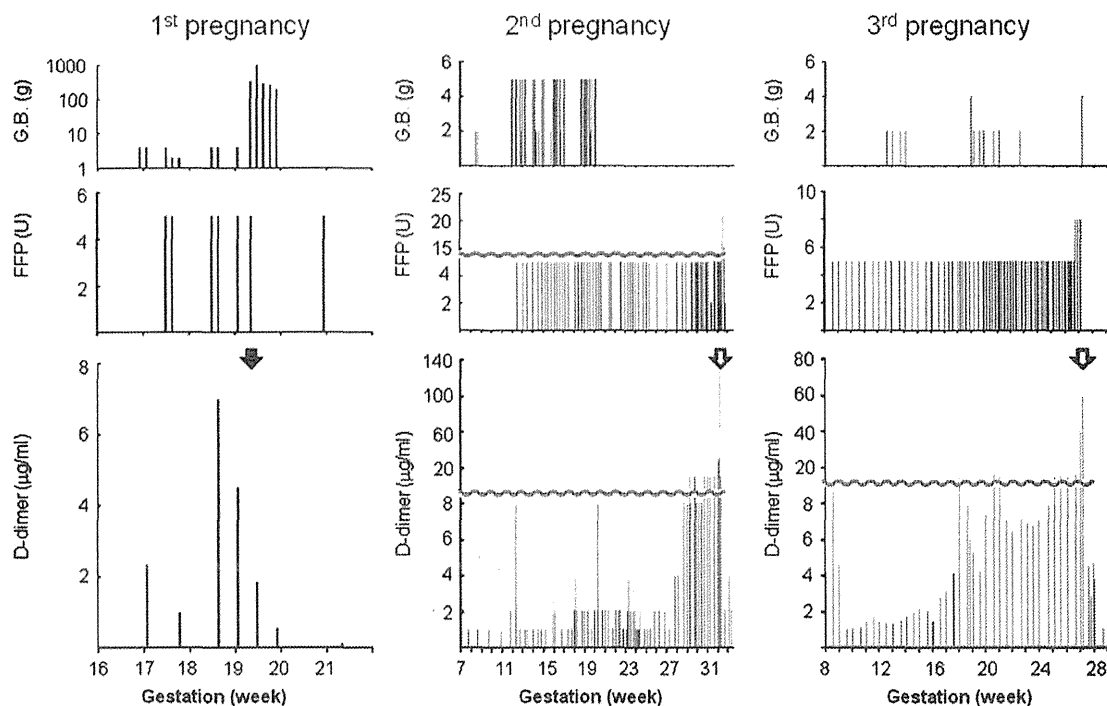 1st pregnancy
2nd pregnancy
3rd pregnancy
G.B. (g)
1000
100
10
1
G.B. (g)
6
4
2
G.B. (g)
6
4
2
FFP (U)
6
4
2
FFP (U)
25
20
15
4
2
FFP (U)
10
8
6
4
2
D-dimer (µg/ml)
8
6
4
2
16 17 19 20 21
Gestation (week)
D-dimer (µg/ml)
140
100
60
20
8
6
4
2
7 11 15 19 23 27 31
Gestation (week)
D-dimer (µg/ml)
80
60
40
20
8
6
4
2
8 12 16 20 24 28
Gestation (week)